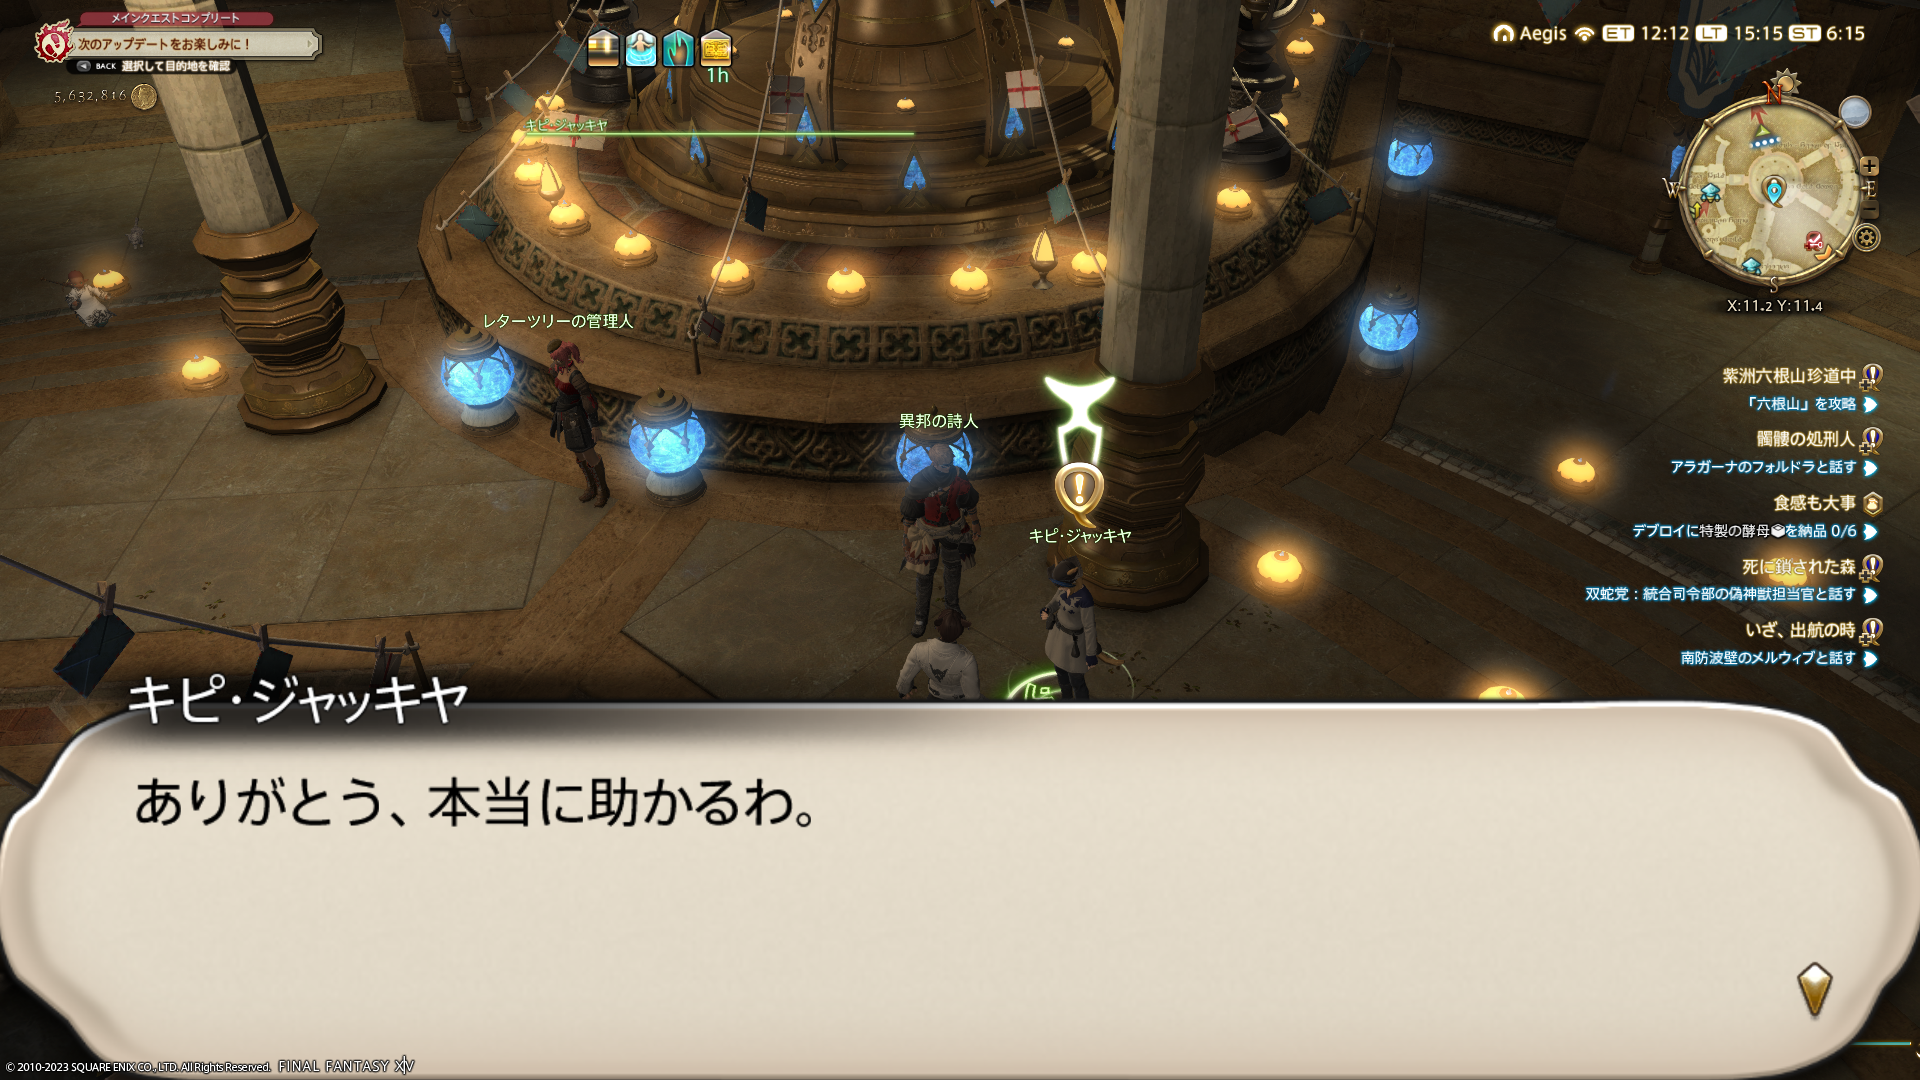 メインクエストコンプリート
次のアップデートをお楽しみに！
BACK 選択して目的地を確認
5,632,816
1h
Aegis ET 12:12 LT 15:15 ST 6:15
N
W
E
S
X:11.2 Y:11.4
キピ・ジャッキヤ
レターツリーの管理人
異邦の詩人
キピ・ジャッキヤ
紫洲六根山珍道中
「六根山」を攻略
髑髏の処刑人
アラガーナのフォルドラと話す
食感も大事
デブロイに特製の酵母を納品 0/6
死に鎖された森
双蛇党：統合司令部の偽神獣担当官と話す
いざ、出航の時
南防波壁のメルウィブと話す
キピ・ジャッキヤ
ありがとう、本当に助かるわ。
© 2010-2023 SQUARE ENIX CO., LTD. All Rights Reserved. FINAL FANTASY XIV